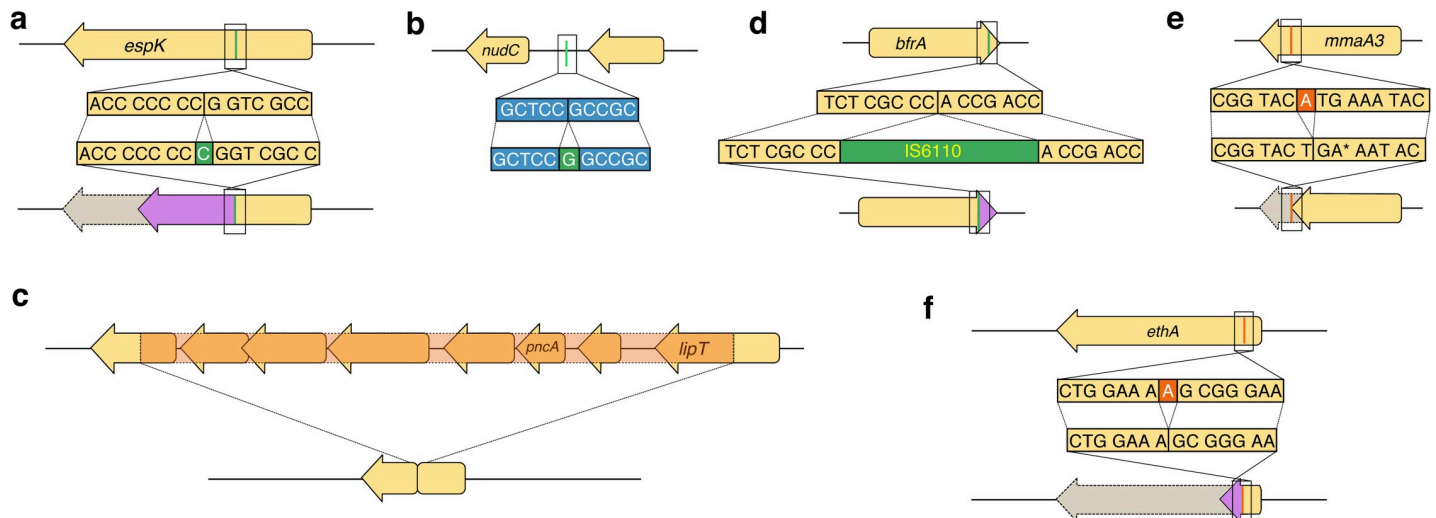 a
espK
ACC CCC CC G GTC GCC
ACC CCC CC C GGT CGC C
b
nudC
GCTCC GCCGC
GCTCC G GCCGC
d
bfrA
TCT CGC CC A CCG ACC
TCT CGC CC IS6110 A CCG ACC
e
mmaA3
CGG TAC A TG AAA TAC
CGG TAC T GA* AAT AC
c
pncA
lipT
f
ethA
CTG GAA A A G CGG GAA
CTG GAA A GC GGG AA